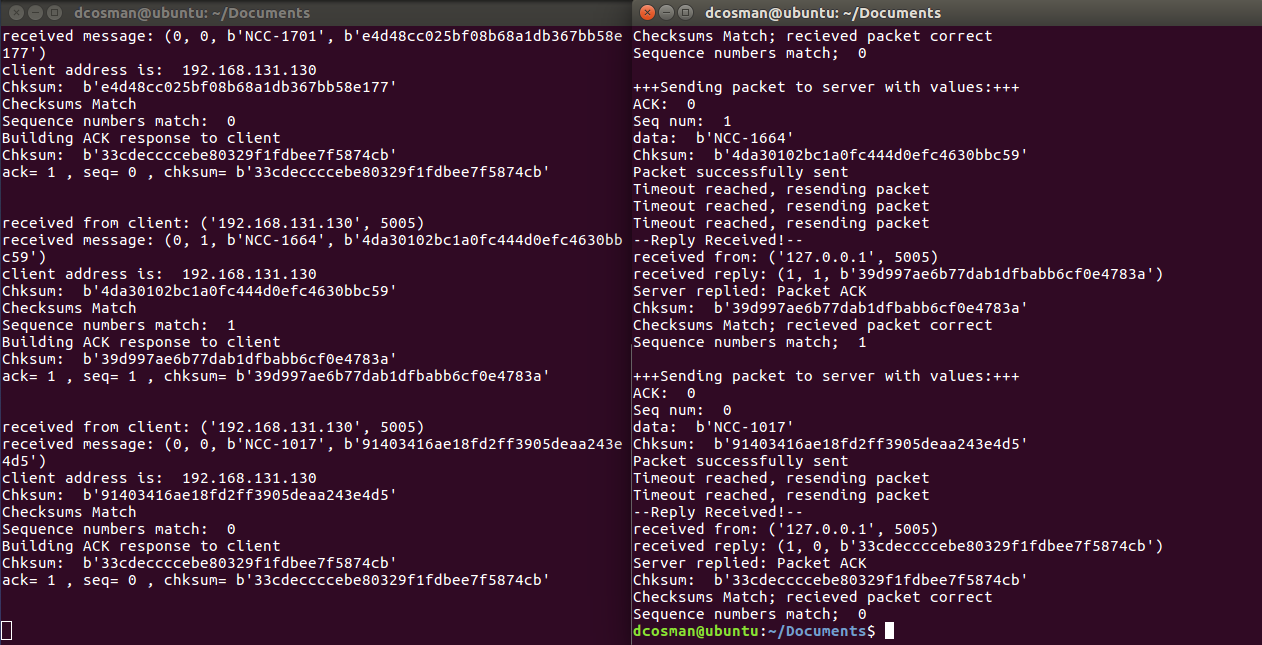 dcosman@ubuntu: ~/Documents
received message: (0, 0, b'NCC-1701', b'e4d48cc025bf08b68a1db367bb58e
177')
client address is:  192.168.131.130
Chksum:  b'e4d48cc025bf08b68a1db367bb58e177'
Checksums Match
Sequence numbers match:  0
Building ACK response to client
Chksum:  b'33cdeccccebe80329f1fdbee7f5874cb'
ack= 1 , seq= 0 , chksum= b'33cdeccccebe80329f1fdbee7f5874cb'
received from client: ('192.168.131.130', 5005)
received message: (0, 1, b'NCC-1664', b'4da30102bc1a0fc444d0efc4630bb
c59')
client address is:  192.168.131.130
Chksum:  b'4da30102bc1a0fc444d0efc4630bbc59'
Checksums Match
Sequence numbers match:  1
Building ACK response to client
Chksum:  b'39d997ae6b77dab1dfbabb6cf0e4783a'
ack= 1 , seq= 1 , chksum= b'39d997ae6b77dab1dfbabb6cf0e4783a'
received from client: ('192.168.131.130', 5005)
received message: (0, 0, b'NCC-1017', b'91403416ae18fd2ff3905deaa243e
4d5')
client address is:  192.168.131.130
Chksum:  b'91403416ae18fd2ff3905deaa243e4d5'
Checksums Match
Sequence numbers match:  0
Building ACK response to client
Chksum:  b'33cdeccccebe80329f1fdbee7f5874cb'
ack= 1 , seq= 0 , chksum= b'33cdeccccebe80329f1fdbee7f5874cb'
dcosman@ubuntu: ~/Documents
Checksums Match; recieved packet correct
Sequence numbers match;  0
+++Sending packet to server with values:+++
ACK:  0
Seq num:  1
data:  b'NCC-1664'
Chksum:  b'4da30102bc1a0fc444d0efc4630bbc59'
Packet successfully sent
Timeout reached, resending packet
Timeout reached, resending packet
Timeout reached, resending packet
--Reply Received!--
received from: ('127.0.0.1', 5005)
received reply: (1, 1, b'39d997ae6b77dab1dfbabb6cf0e4783a')
Server replied: Packet ACK
Chksum:  b'39d997ae6b77dab1dfbabb6cf0e4783a'
Checksums Match; recieved packet correct
Sequence numbers match;  1
+++Sending packet to server with values:+++
ACK:  0
Seq num:  0
data:  b'NCC-1017'
Chksum:  b'91403416ae18fd2ff3905deaa243e4d5'
Packet successfully sent
Timeout reached, resending packet
Timeout reached, resending packet
--Reply Received!--
received from: ('127.0.0.1', 5005)
received reply: (1, 0, b'33cdeccccebe80329f1fdbee7f5874cb')
Server replied: Packet ACK
Chksum:  b'33cdeccccebe80329f1fdbee7f5874cb'
Checksums Match; recieved packet correct
Sequence numbers match;  0
dcosman@ubuntu:~/Documents$